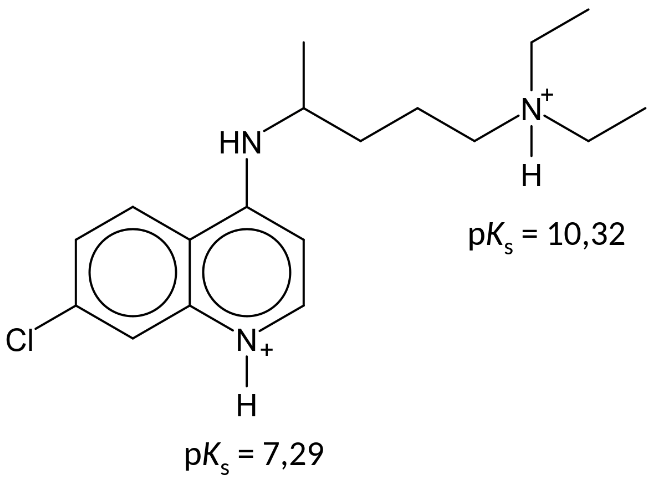 N+
HN
H
pKs = 10,32
Cl
N+
H
pKs = 7,29